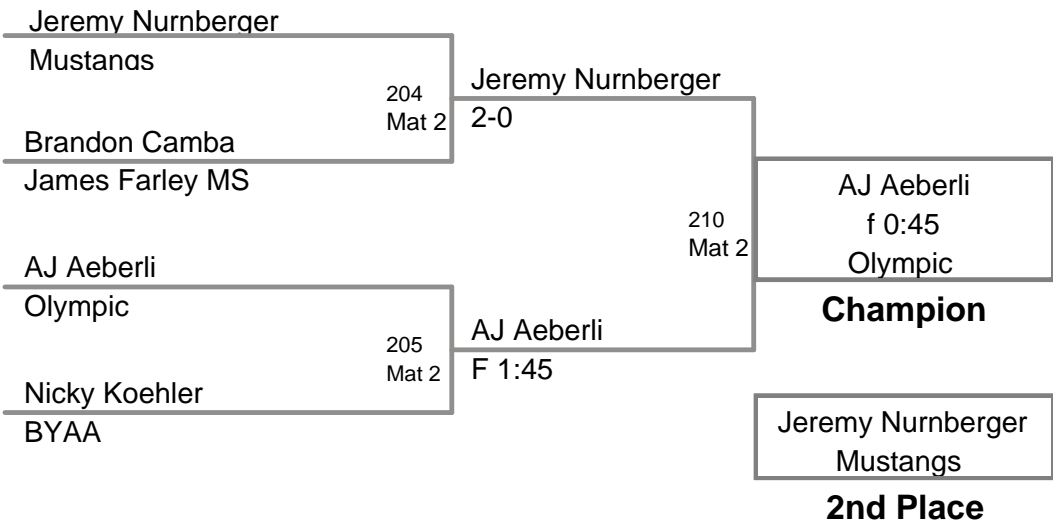 Jeremy Nurnberger
Mustangs
204
Mat 2
Jeremy Nurnberger
2-0
Brandon Camba
James Farley MS
AJ Aeberli
f 0:45
Olympic
Champion
210
Mat 2
AJ Aeberli
Olympic
205
Mat 2
AJ Aeberli
F 1:45
Nicky Koehler
BYAA
Jeremy Nurnberger
Mustangs
2nd Place